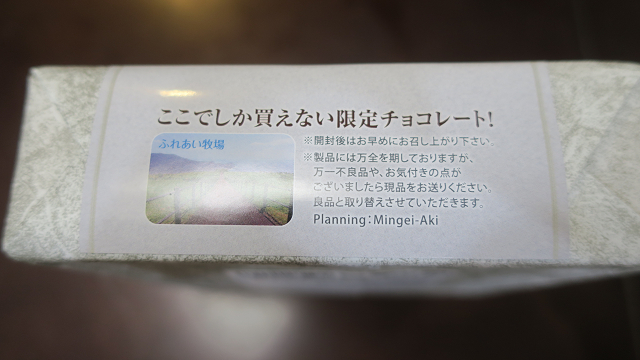 ここでしか買えない限定チョコレート!
ふれあい牧場
※開封後はお早めにお召し上がり下さい。
※製品には万全を期しておりますが、
万一不良品や、お気付きの点が
ございましたら現品をお送りください。
良品と取り替えさせていただきます。
Planning:Mingei-Aki